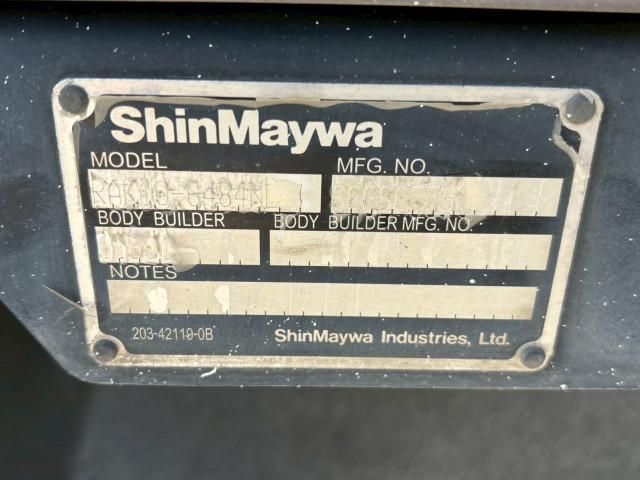 ShinMaywa
MODEL MFG. NO.
BODY BUILDER BODY BUILDER MFG. NO.
NOTES
203-42110-0B ShinMaywa Industries, Ltd.